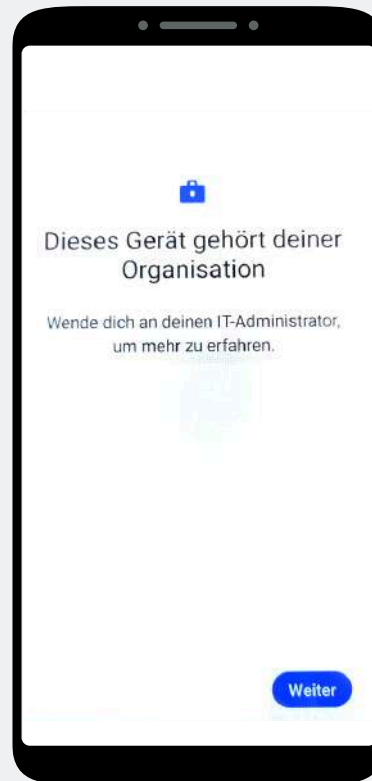 Dieses Gerät gehört deiner
Organisation
Wende dich an deinen IT-Administrator,
um mehr zu erfahren.
Weiter